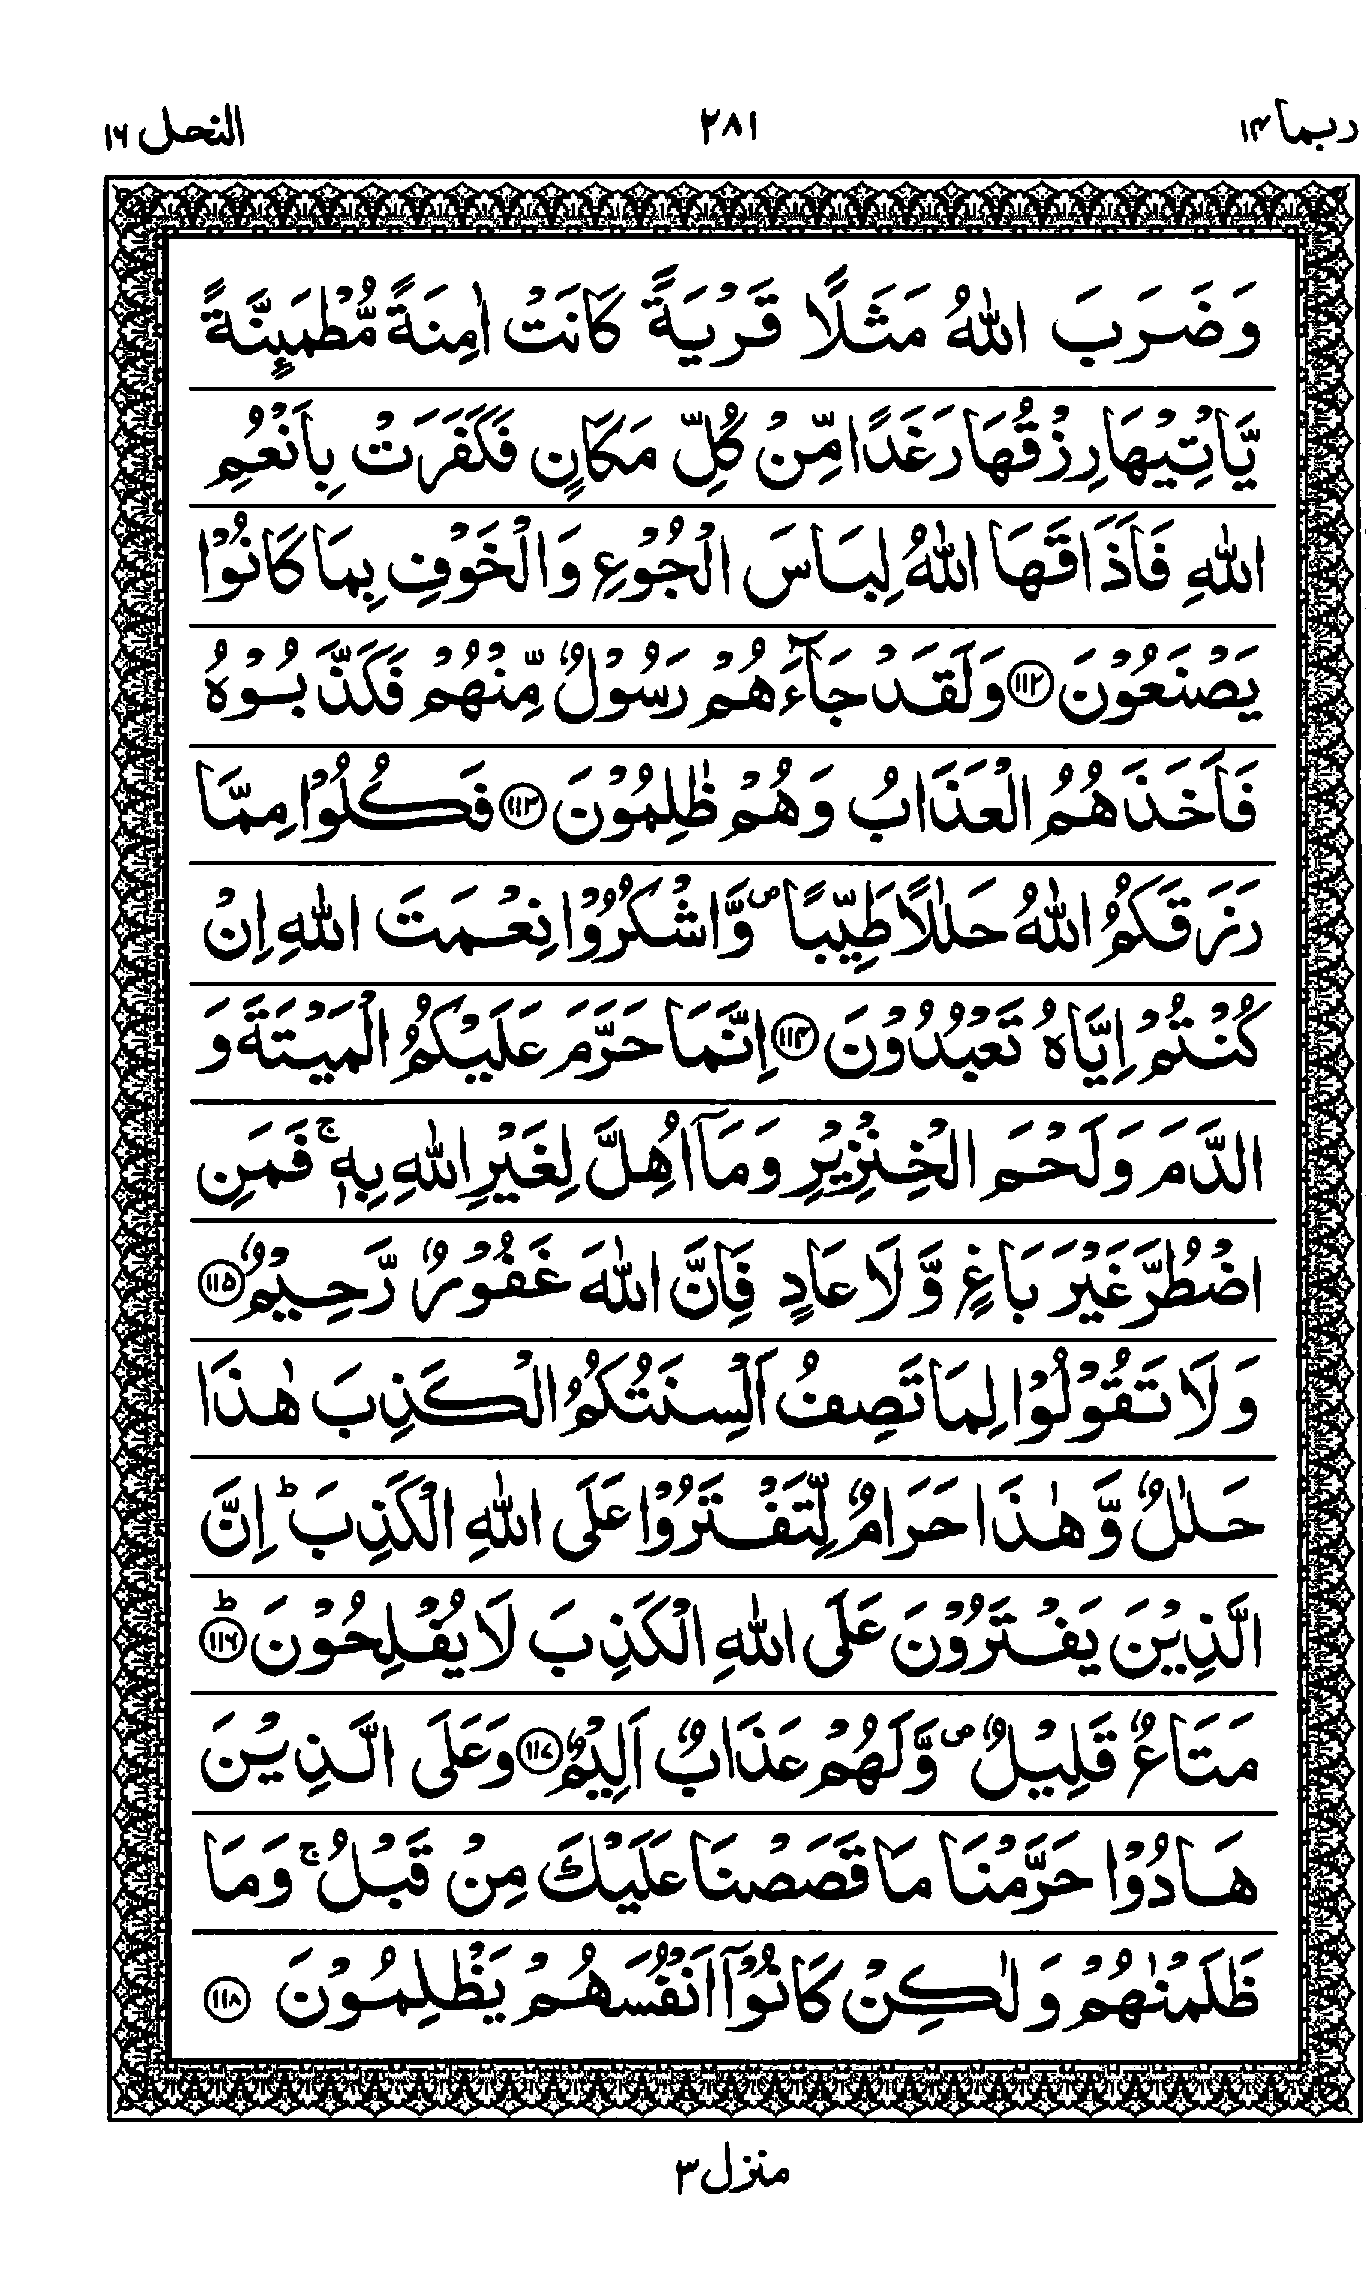 ربما ١٤
٢٨١
النحل ١٦
وَضَرَبَ اللّٰهُ مَثَلًا قَرْيَةً كَانَتْ اٰمِنَةً مُّطْمَىِٕنَّةً
يَّاْتِيْهَا رِزْقُهَا رَغَدًا مِّنْ كُلِّ مَكَانٍ فَكَفَرَتْ بِاَنْعُمِ
اللّٰهِ فَاَذَاقَهَا اللّٰهُ لِبَاسَ الْجُوْعِ وَالْخَوْفِ بِمَا كَانُوْا
يَصْنَعُوْنَ ﴿١١٢﴾ وَلَقَدْ جَآءَهُمْ رَسُوْلٌ مِّنْهُمْ فَكَذَّبُوْهُ
فَاَخَذَهُمُ الْعَذَابُ وَهُمْ ظٰلِمُوْنَ ﴿١١٣﴾ فَكُلُوْا مِمَّا
رَزَقَكُمُ اللّٰهُ حَلٰلًا طَيِّبًا ۪ وَّاشْكُرُوْا نِعْمَتَ اللّٰهِ اِنْ
كُنْتُمْ اِيَّاهُ تَعْبُدُوْنَ ﴿١١٤﴾ اِنَّمَا حَرَّمَ عَلَيْكُمُ الْمَيْتَةَ وَ
الدَّمَ وَلَحْمَ الْخِنْزِيْرِ وَمَآ اُهِلَّ لِغَيْرِ اللّٰهِ بِهٖ ۚ فَمَنِ
اضْطُرَّ غَيْرَ بَاغٍ وَّلَا عَادٍ فَاِنَّ اللّٰهَ غَفُوْرٌ رَّحِيْمٌ ﴿١١٥﴾
وَلَا تَقُوْلُوْا لِمَا تَصِفُ اَلْسِنَتُكُمُ الْكَذِبَ هٰذَا
حَلٰلٌ وَّهٰذَا حَرَامٌ لِّتَفْتَرُوْا عَلَى اللّٰهِ الْكَذِبَ ؕ اِنَّ
الَّذِيْنَ يَفْتَرُوْنَ عَلَى اللّٰهِ الْكَذِبَ لَا يُفْلِحُوْنَ ؕ﴿١١٦﴾
مَتَاعٌ قَلِيْلٌ ۪ وَّلَهُمْ عَذَابٌ اَلِيْمٌ ﴿١١٧﴾ وَعَلَى الَّذِيْنَ
هَادُوْا حَرَّمْنَا مَا قَصَصْنَا عَلَيْكَ مِنْ قَبْلُ ۚ وَمَا
ظَلَمْنٰهُمْ وَلٰكِنْ كَانُوْٓا اَنْفُسَهُمْ يَظْلِمُوْنَ ﴿١١٨﴾
منزل ٣